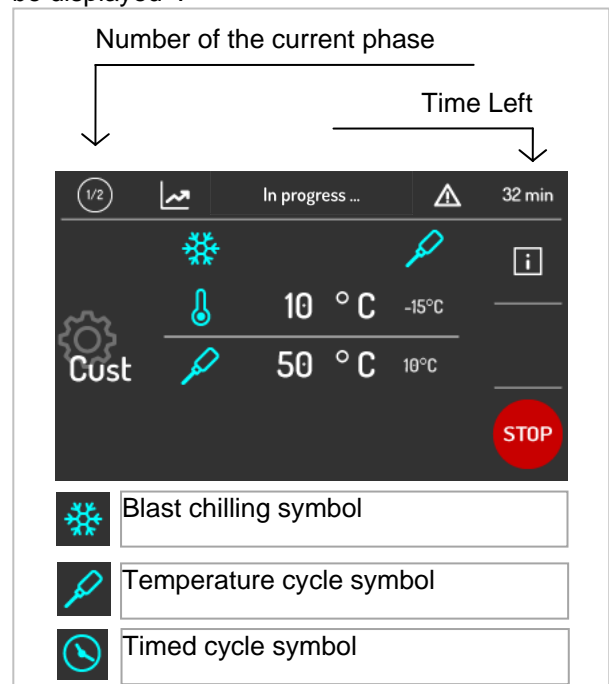 Number of the current phase
Time Left
1/2 In progress ... 32 min
i
10 °C -15°C
Cust 50 °C 10°C
STOP
Blast chilling symbol
Temperature cycle symbol
Timed cycle symbol